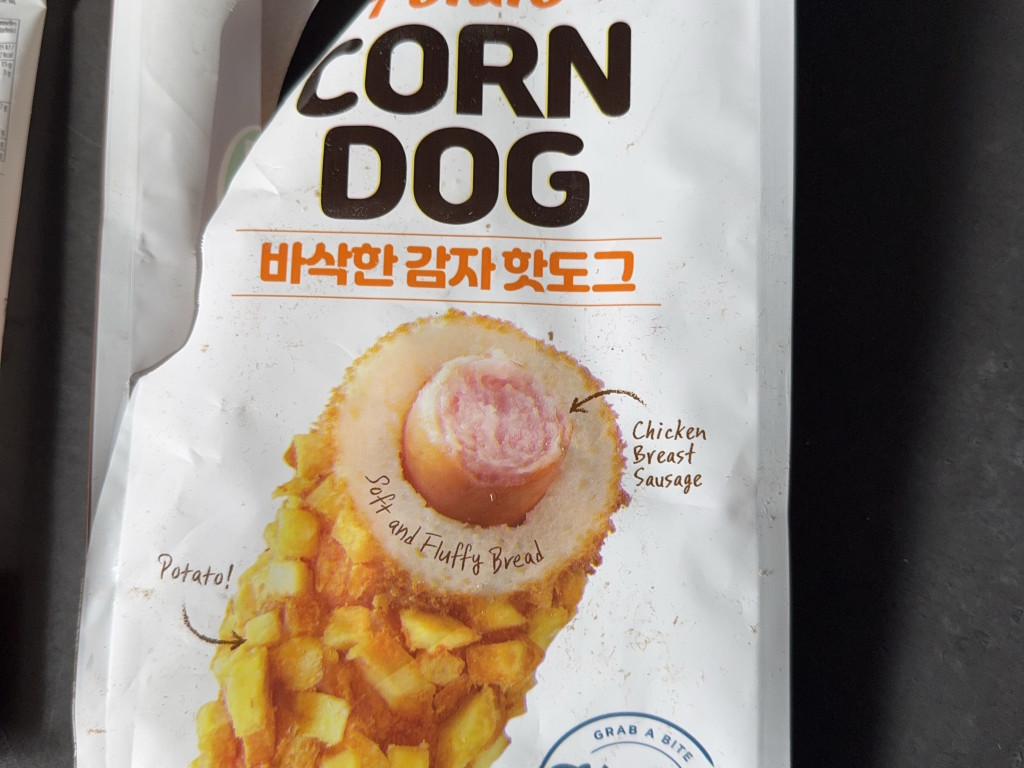 Potato
CORN
DOG
바삭한 감자 핫도그
Chicken
Breast
Sausage
Soft and Fluffy Bread
Potato!
GRAB A BITE